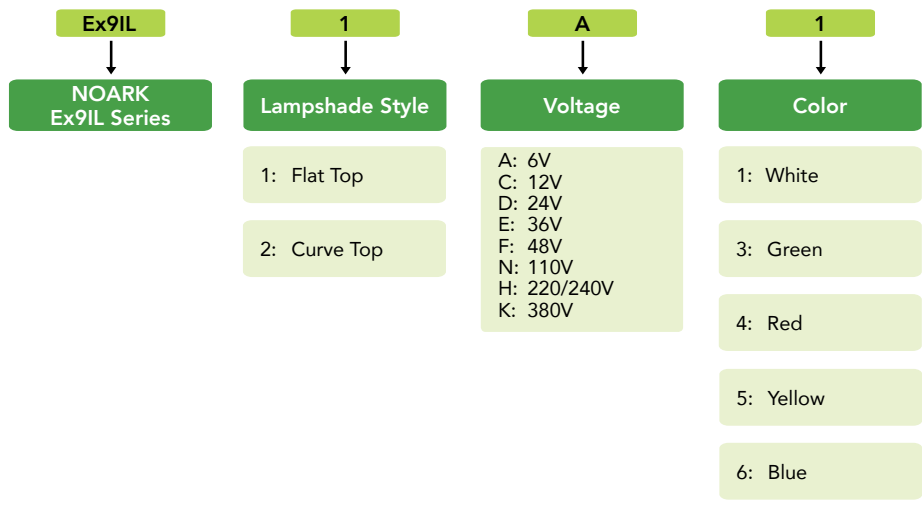 Ex9IL 1 A 1
NOARK
Ex9IL Series
Lampshade Style
Voltage
Color
1: Flat Top
2: Curve Top
A: 6V
C: 12V
D: 24V
E: 36V
F: 48V
N: 110V
H: 220/240V
K: 380V
1: White
3: Green
4: Red
5: Yellow
6: Blue